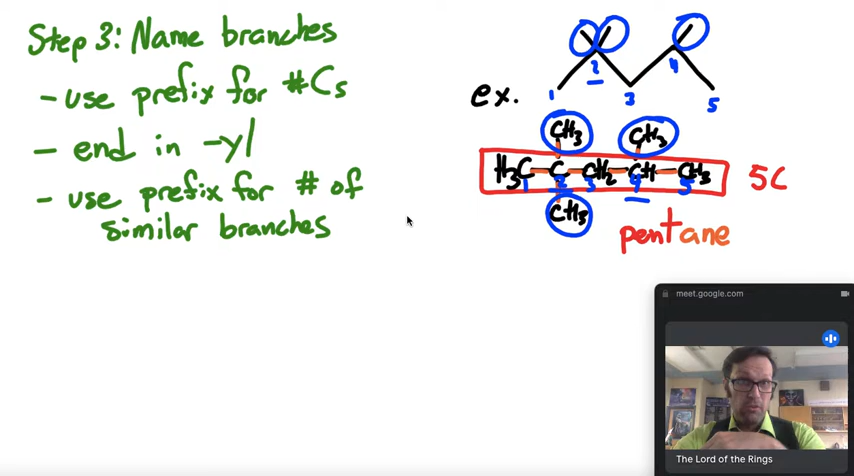 Step 3: Name branches
- use prefix for #Cs
- end in -yl
- use prefix for # of
similar branches
ex.
2
4
1
3
5
CH3 CH3
H3C-C-CH2-CH-CH3
1 2 3 4 5
5C
CH3
pentane
meet.google.com
The Lord of the Rings